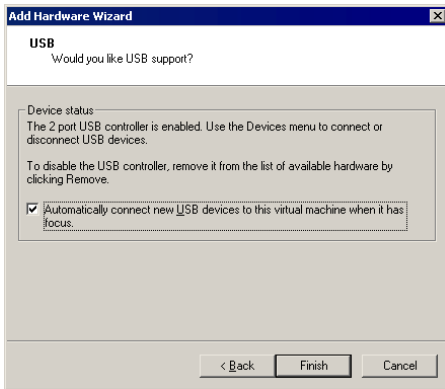 Add Hardware Wizard
USB
Would you like USB support?
Device status
The 2 port USB controller is enabled. Use the Devices menu to connect or
disconnect USB devices.
To disable the USB controller, remove it from the list of available hardware by
clicking Remove.
Automatically connect new USB devices to this virtual machine when it has
focus.
< Back
Finish
Cancel